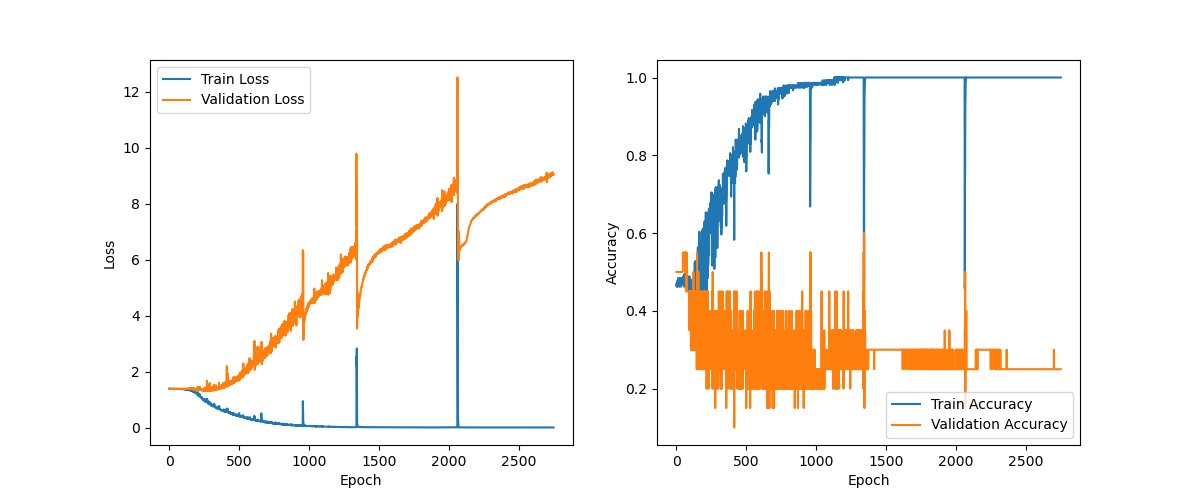 Train Loss
Validation Loss
12
10
8
6
4
2
0
Loss
0 500 1000 1500 2000 2500
Epoch
1.0
0.8
0.6
0.4
0.2
Accuracy
Train Accuracy
Validation Accuracy
0 500 1000 1500 2000 2500
Epoch